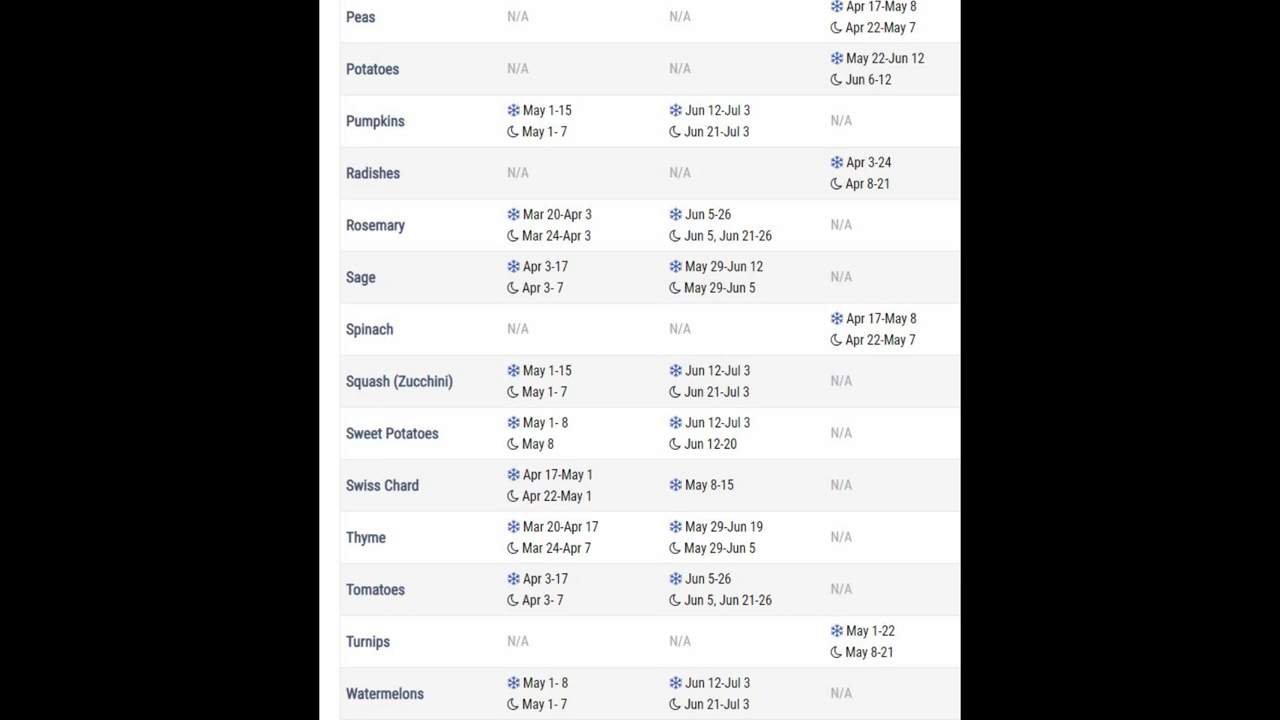 Peas N/A N/A Apr 17-May 8
Apr 22-May 7
Potatoes N/A N/A May 22-Jun 12
Jun 6-12
Pumpkins May 1-15 Jun 12-Jul 3 N/A
May 1- 7 Jun 21-Jul 3
Radishes N/A N/A Apr 3-24
Apr 8-21
Rosemary Mar 20-Apr 3 Jun 5-26 N/A
Mar 24-Apr 3 Jun 5, Jun 21-26
Sage Apr 3-17 May 29-Jun 12 N/A
Apr 3- 7 May 29-Jun 5
Spinach N/A N/A Apr 17-May 8
Apr 22-May 7
Squash (Zucchini) May 1-15 Jun 12-Jul 3 N/A
May 1- 7 Jun 21-Jul 3
Sweet Potatoes May 1- 8 Jun 12-Jul 3 N/A
May 8 Jun 12-20
Swiss Chard Apr 17-May 1 May 8-15 N/A
Apr 22-May 1
Thyme Mar 20-Apr 17 May 29-Jun 19 N/A
Mar 24-Apr 7 May 29-Jun 5
Tomatoes Apr 3-17 Jun 5-26 N/A
Apr 3- 7 Jun 5, Jun 21-26
Turnips N/A N/A May 1-22
May 8-21
Watermelons May 1- 8 Jun 12-Jul 3 N/A
May 1- 7 Jun 21-Jul 3